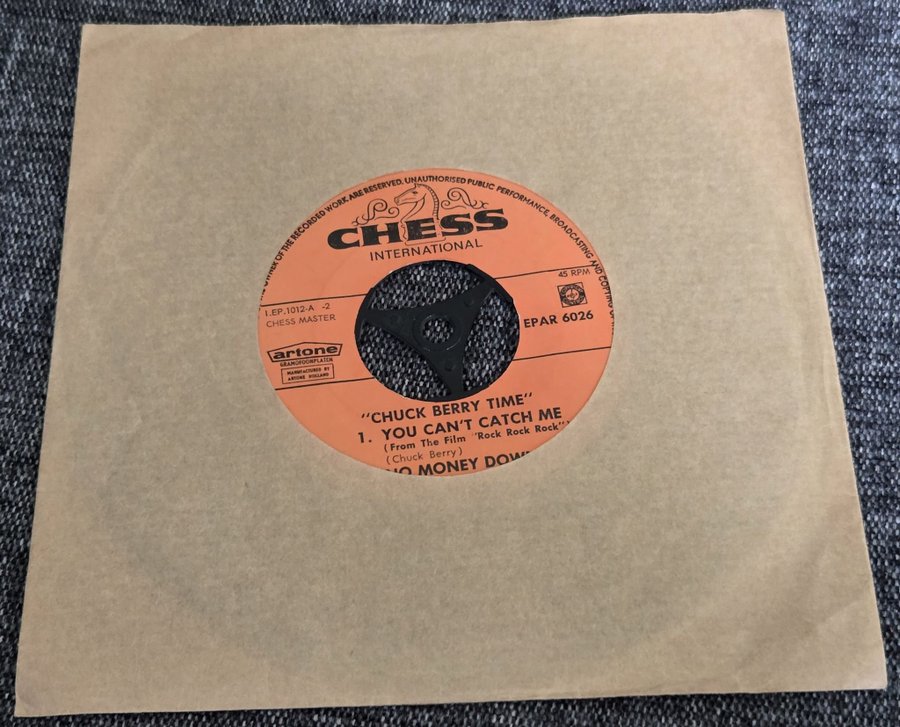 OTHER OF THE RECORDED WORK ARE RESERVED. UNAUTHORISED PUBLIC PERFORMANCE, BROADCASTING AND COPYING OF
CHESS
INTERNATIONAL
45 RPM
1.EP.1012-A -2
CHESS MASTER
EPAR 6026
artone
GRAMOFOONPLATEN
MANUFACTURED BY
ARTONE HOLLAND
"CHUCK BERRY TIME"
1. YOU CAN'T CATCH ME
(From The Film "Rock Rock Rock")
(Chuck Berry)
NO MONEY DOWN